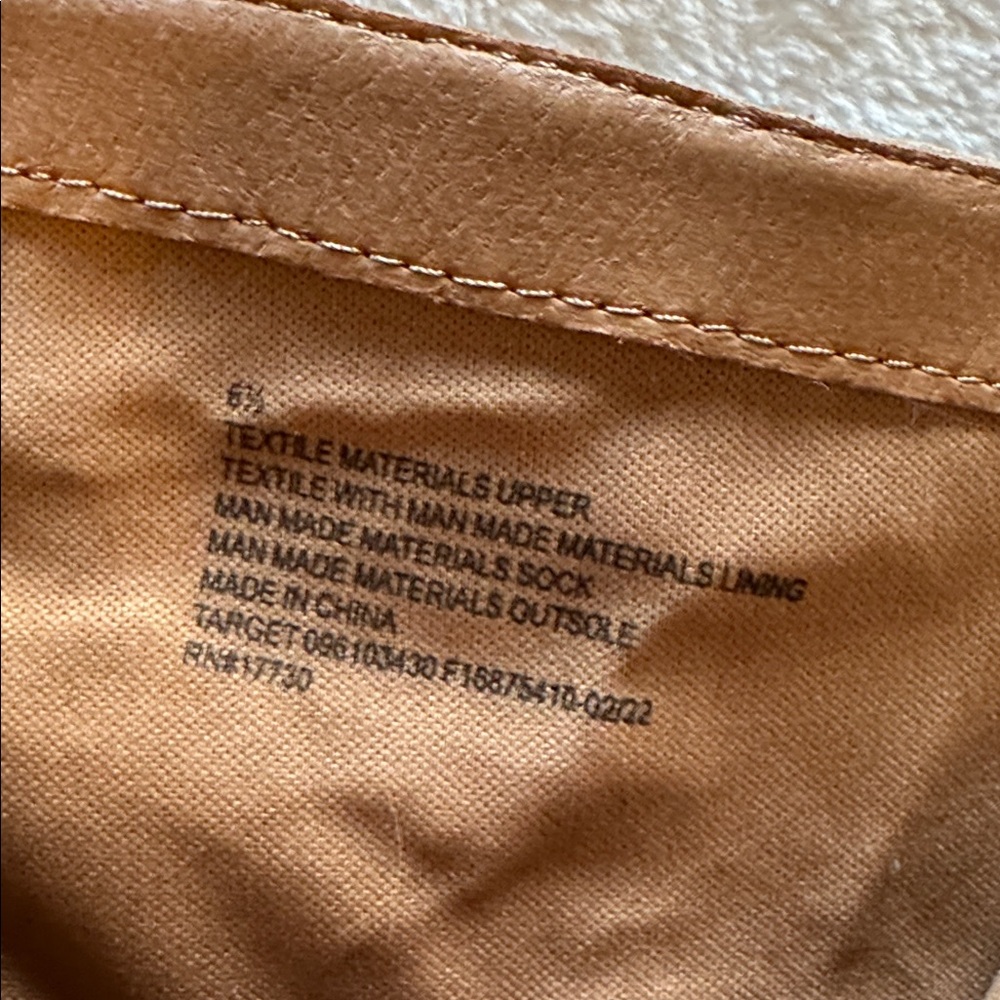 6½
TEXTILE MATERIALS UPPER
TEXTILE WITH MAN MADE MATERIALS LINING
MAN MADE MATERIALS SOCK
MAN MADE MATERIALS OUTSOLE
MADE IN CHINA
TARGET 096103430.F16875410-02/22
RN#17730